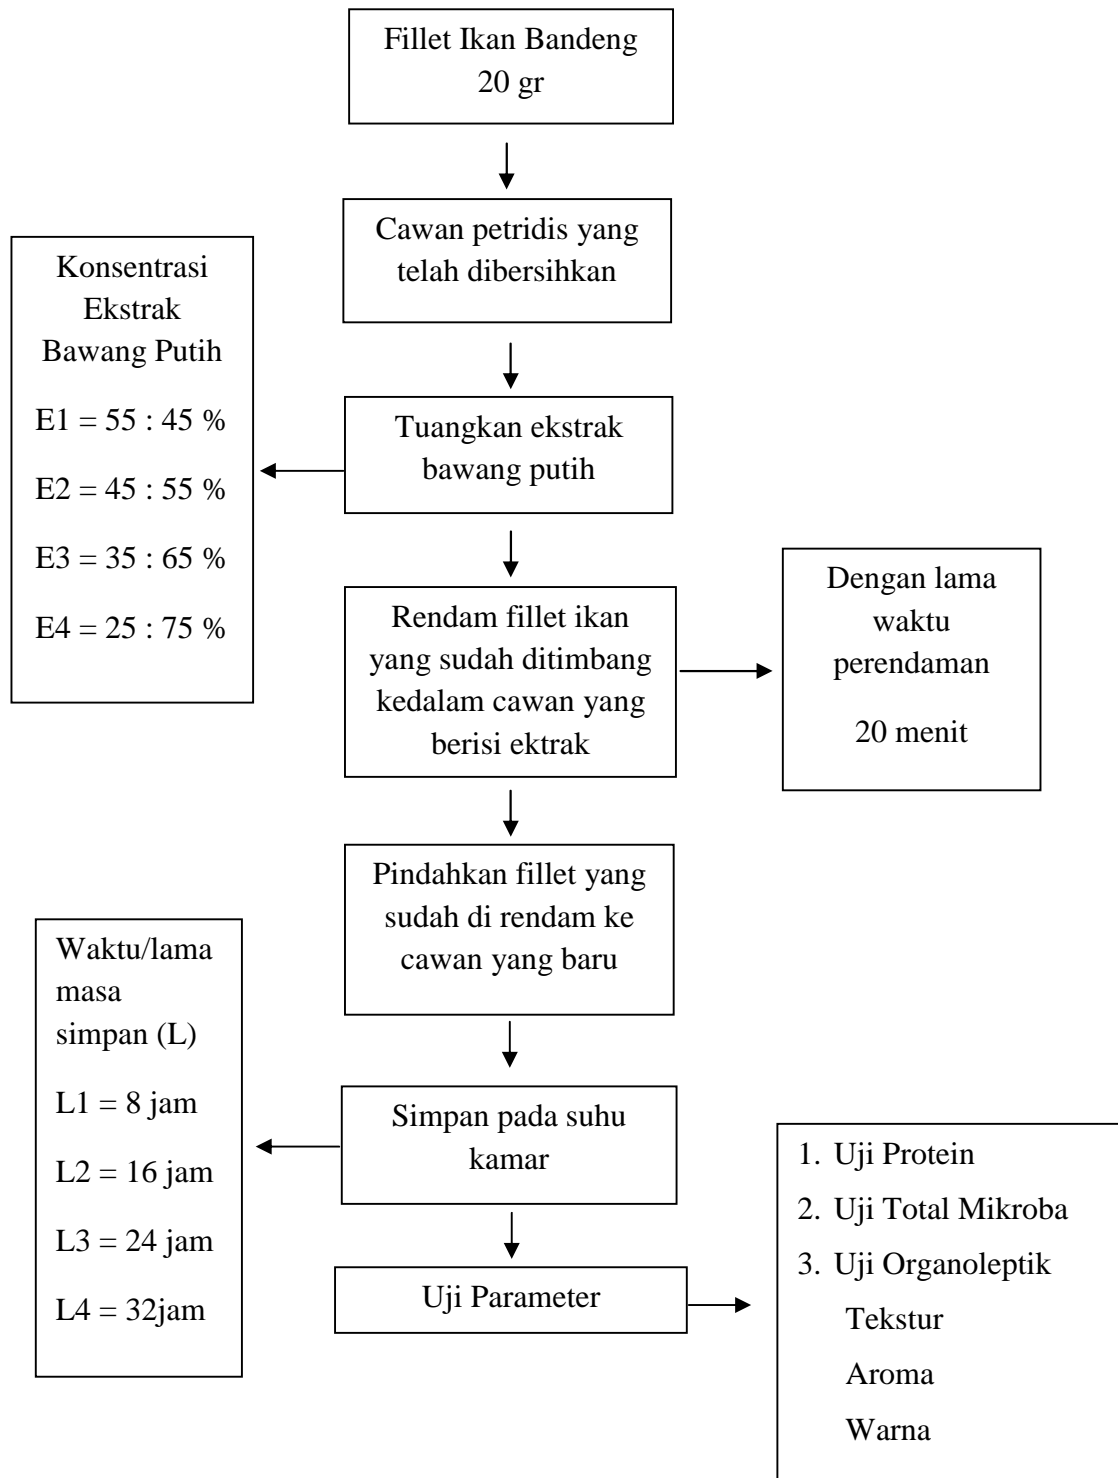 Fillet Ikan Bandeng
20 gr
Cawan petridis yang
telah dibersihkan
Konsentrasi
Ekstrak
Bawang Putih
E1 = 55 : 45 %
E2 = 45 : 55 %
E3 = 35 : 65 %
E4 = 25 : 75 %
Tuangkan ekstrak
bawang putih
Rendam fillet ikan
yang sudah ditimbang
kedalam cawan yang
berisi ektrak
Dengan lama
waktu
perendaman
20 menit
Pindahkan fillet yang
sudah di rendam ke
cawan yang baru
Waktu/lama
masa
simpan (L)
L1 = 8 jam
L2 = 16 jam
L3 = 24 jam
L4 = 32jam
Simpan pada suhu
kamar
Uji Parameter
1. Uji Protein
2. Uji Total Mikroba
3. Uji Organoleptik
Tekstur
Aroma
Warna